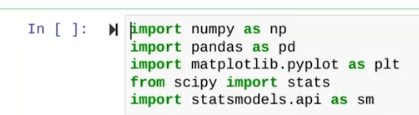 In [ ]: import numpy as np
import pandas as pd
import matplotlib.pyplot as plt
from scipy import stats
import statsmodels.api as sm